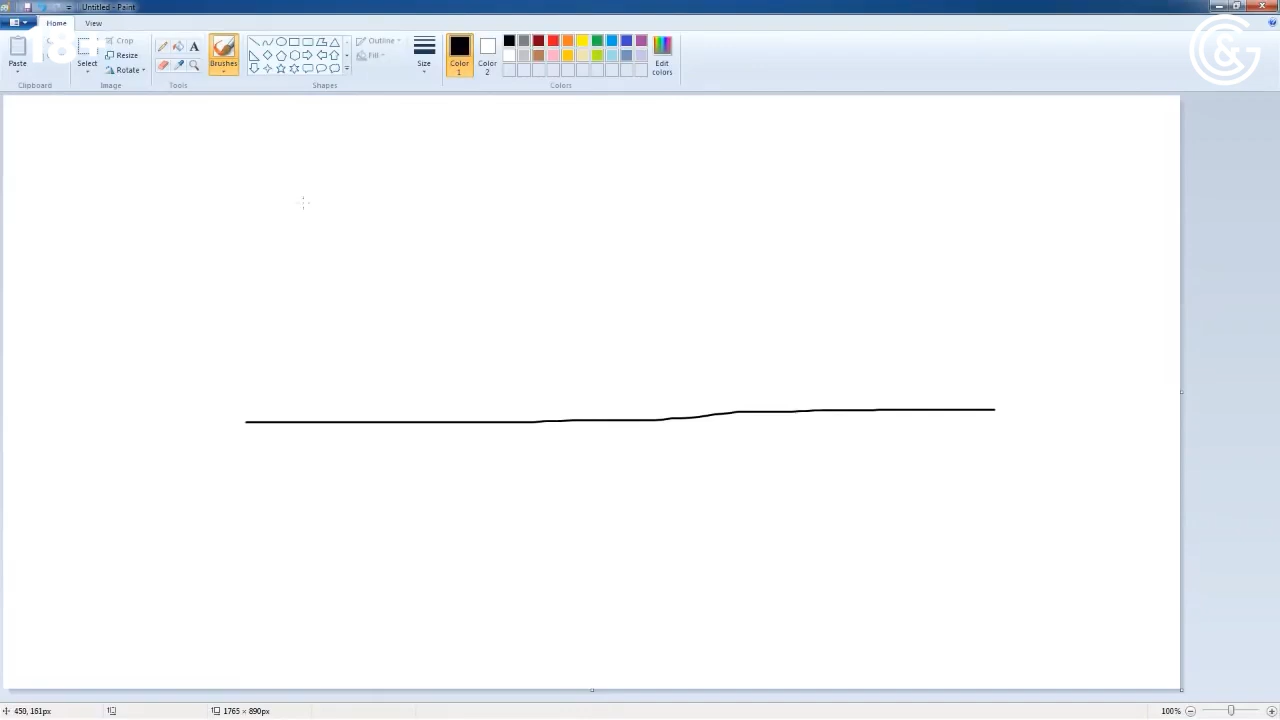 Untitled - Paint
Home
View
18
Paste
Clipboard
Select
Crop
Resize
Rotate
Image
A
Tools
Brushes
Outline
Fill
Shapes
Size
Color
1
Color
2
Edit
colors
Colors
G&G
450, 161px
1765 × 890px
100%